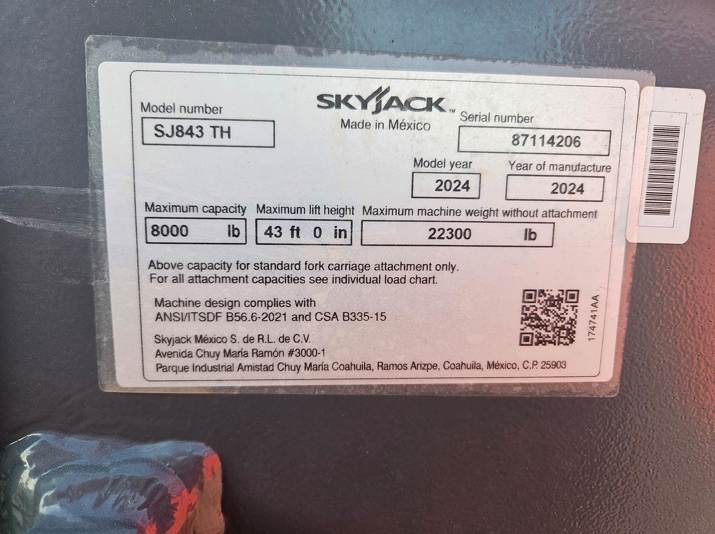 SKYJACK™
Made in México
Model number
SJ843 TH
Serial number
87114206
Model year
2024
Year of manufacture
2024
Maximum capacity
8000 lb
Maximum lift height
43 ft 0 in
Maximum machine weight without attachment
22300 lb
Above capacity for standard fork carriage attachment only.
For all attachment capacities see individual load chart.
Machine design complies with
ANSI/ITSDF B56.6-2021 and CSA B335-15
Skyjack México S. de R.L. de C.V.
Avenida Chuy María Ramón #3000-1
Parque Industrial Amistad Chuy María Coahuila, Ramos Arizpe, Coahuila, México, C.P. 25903
174741AA